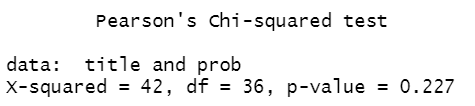 Pearson's Chi-squared test
data:  title and prob
X-squared = 42, df = 36, p-value = 0.227